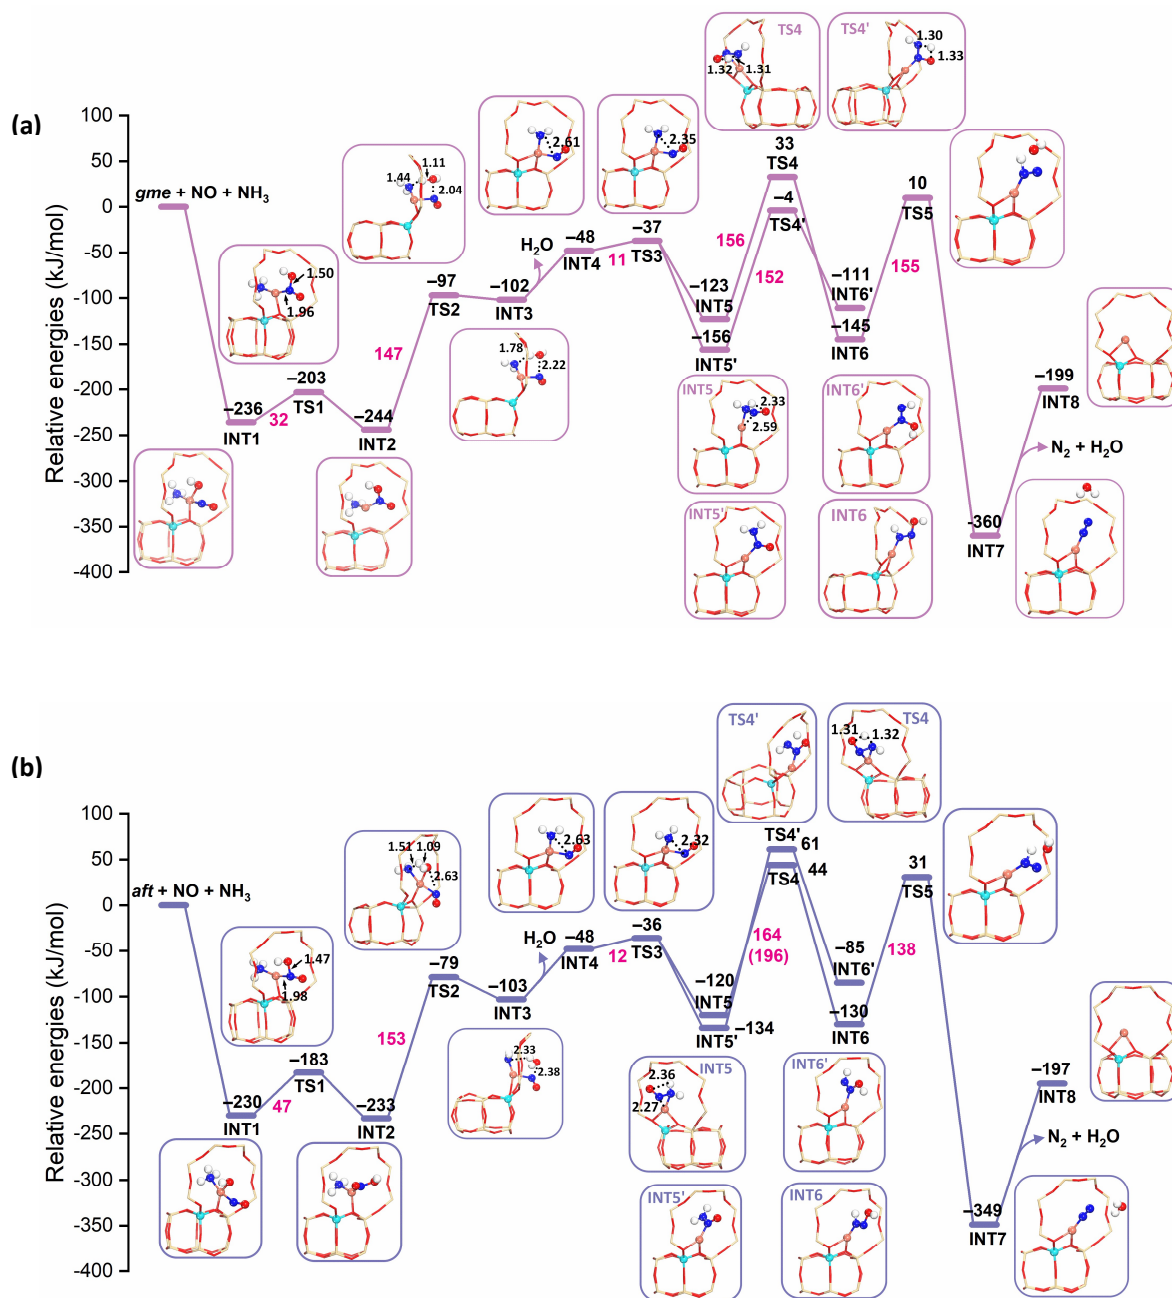 (a)
Relative energies (kJ/mol)
100
50
0
-50
-100
-150
-200
-250
-300
-350
-400
gme + NO + NH3
−236
INT1
32
−203
TS1
−244
INT2
147
−97
TS2
−102
INT3
H2O
−48
INT4
11
−37
TS3
−123
INT5
−156
INT5'
156
152
33
TS4
−4
TS4'
−111
INT6'
−145
INT6
155
10
TS5
-360
INT7
N2 + H2O
−199
INT8
1.50
1.96
1.11
1.44
2.04
1.78
2.22
2.61
2.35
TS4
1.32
1.31
TS4'
1.30
1.33
INT5
2.33
2.59
INT6'
INT5'
INT6
(b)
Relative energies (kJ/mol)
100
50
0
-50
-100
-150
-200
-250
-300
-350
-400
aft + NO + NH3
−230
INT1
47
−183
TS1
−233
INT2
153
−79
TS2
−103
INT3
H2O
−48
INT4
12
−36
TS3
−120
INT5
INT5'
−134
164
(196)
TS4'
61
TS4
44
−85
INT6'
−130
INT6
138
31
TS5
−349
INT7
N2 + H2O
−197
INT8
1.47
1.98
1.51
1.09
2.63
2.33
2.38
2.63
2.32
TS4'
TS4
1.31
1.32
INT5
2.36
2.27
INT6'
INT5'
INT6